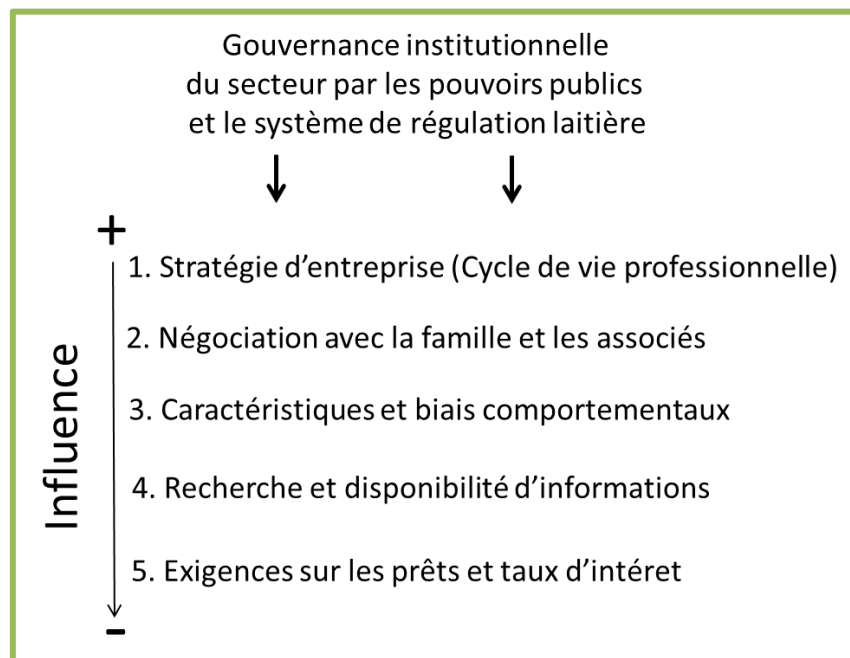 Gouvernance institutionnelle
du secteur par les pouvoirs publics
et le système de régulation laitière
+
1. Stratégie d'entreprise (Cycle de vie professionnelle)
2. Négociation avec la famille et les associés
3. Caractéristiques et biais comportementaux
4. Recherche et disponibilité d'informations
5. Exigences sur les prêts et taux d'intéret
-
Influence